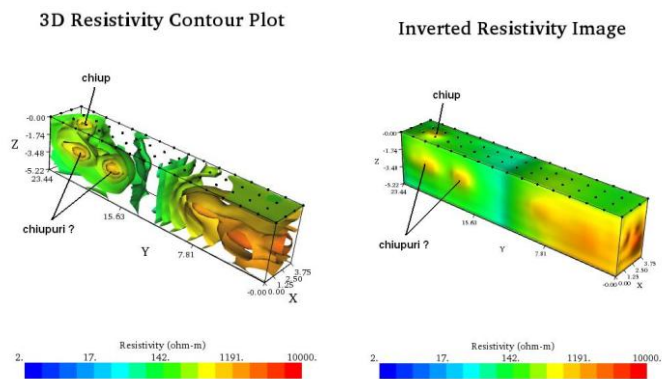 3D Resistivity Contour Plot
chiup
-0.00
-1.74
Z
-3.48
-5.22
23.44
chiupuri ?
15.63
Y
7.81
3.75
2.50
1.25
-0.00 0.00
X
Resistivity (ohm-m)
2. 17. 142. 1191. 10000.
Inverted Resistivity Image
chiup
-0.00
-1.74
Z
-3.48
-5.22
23.44
chiupuri ?
15.63
Y
7.81
3.75
2.50
1.25
-0.00 0.00
X
Resistivity (ohm-m)
2. 17. 142. 1191. 10000.